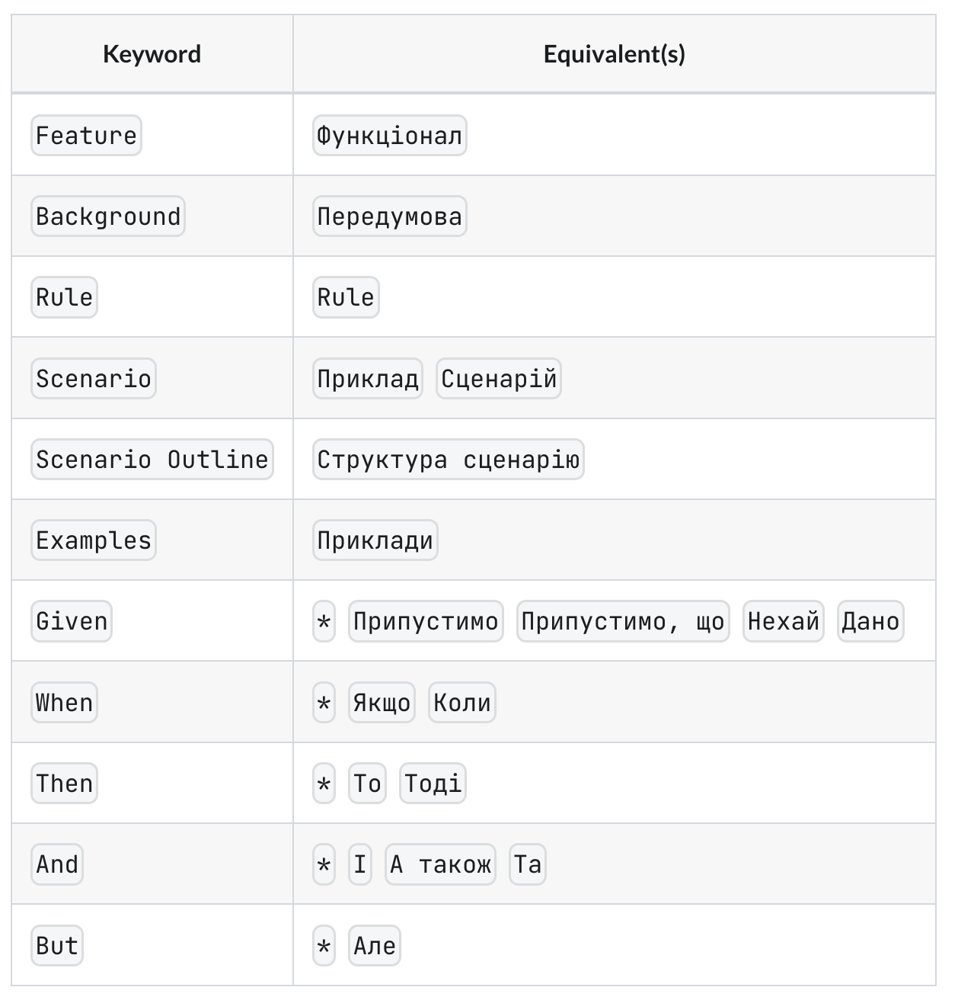 Keyword Equivalent(s)
Feature Функціонал
Background Передумова
Rule Rule
Scenario Приклад Сценарій
Scenario Outline Структура сценарію
Examples Приклади
Given * Припустимо Припустимо, що Нехай Дано
When * Якщо Коли
Then * То Тоді
And * І А також Та
But * Але